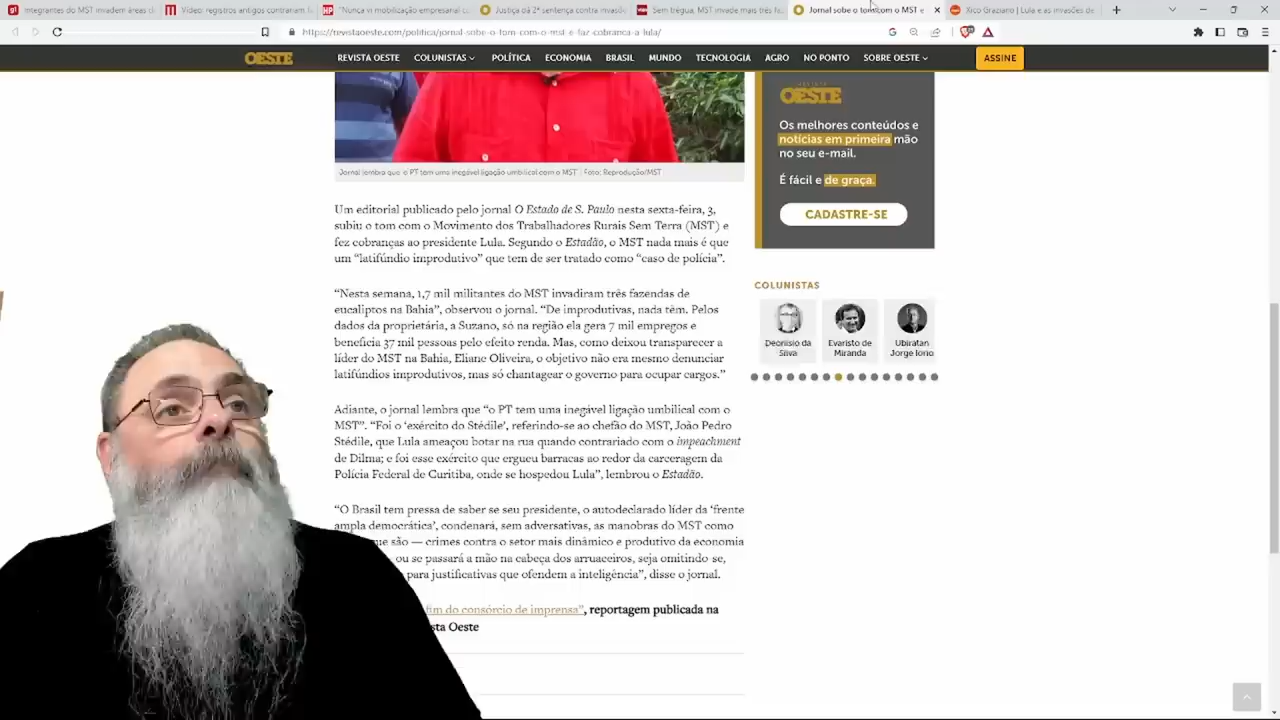 Integrantes do MST invadem áreas d
Vídeo: registros antigos contrariam f
"Nunca vi mobilização empresarial c
Justiça dá 2ª sentença contra invasão
Sem trégua, MST invade mais três f
Jornal sobe o tom com o MST e
Xico Graziano | Lula e as invasões de
https://revistaoeste.com/politica/jornal-sobe-o-tom-com-o-mst-e-faz-cobranca-a-lula/
OESTE
REVISTA OESTE
COLUNISTAS
POLÍTICA
ECONOMIA
BRASIL
MUNDO
TECNOLOGIA
AGRO
NO PONTO
SOBRE OESTE
ASSINE
Jornal lembra que 'o PT tem uma inegável ligação umbilical com o MST' - Foto: Reprodução/MST
Um editorial publicado pelo jornal O Estado de S. Paulo nesta sexta-feira, 3,
subiu o tom com o Movimento dos Trabalhadores Rurais Sem Terra (MST) e
fez cobranças ao presidente Lula. Segundo o Estadão, o MST nada mais é que
um “latifúndio improdutivo” que tem de ser tratado como “caso de polícia”.
“Nesta semana, 1,7 mil militantes do MST invadiram três fazendas de
eucaliptos na Bahia”, observou o jornal. “De improdutivas, nada têm. Pelos
dados da proprietária, a Suzano, só na região ela gera 7 mil empregos e
beneficia 37 mil pessoas pelo efeito renda. Mas, como deixou transparecer a
líder do MST na Bahia, Eliane Oliveira, o objetivo não era mesmo denunciar
latifúndios improdutivos, mas só chantagear o governo para ocupar cargos.”
Adiante, o jornal lembra que “o PT tem uma inegável ligação umbilical com o
MST”. “Foi o ‘exército do Stédile’, referindo-se ao chefão do MST, João Pedro
Stédile, que Lula ameaçou botar na rua quando contrariado com o impeachment
de Dilma; e foi esse exército que ergueu barracas ao redor da carceragem da
Polícia Federal de Curitiba, onde se hospedou Lula”, lembrou o Estadão.
“O Brasil tem pressa de saber se seu presidente, o autodeclarado líder da ‘frente
ampla democrática’, condenará, sem adversativas, as manobras do MST como
que são — crimes contra o setor mais dinâmico e produtivo da economia
ou se passará a mão na cabeça dos arruaceiros, seja omitindo-se,
para justificativas que ofendem a inteligência”, disse o jornal.
fim do consórcio de imprensa”, reportagem publicada na
sta Oeste
OESTE
Os melhores conteúdos e
notícias em primeira mão
no seu e-mail.
É fácil e de graça.
CADASTRE-SE
COLUNISTAS
Deonísio da
Silva
Evaristo de
Miranda
Ubiratan
Jorge Iorio